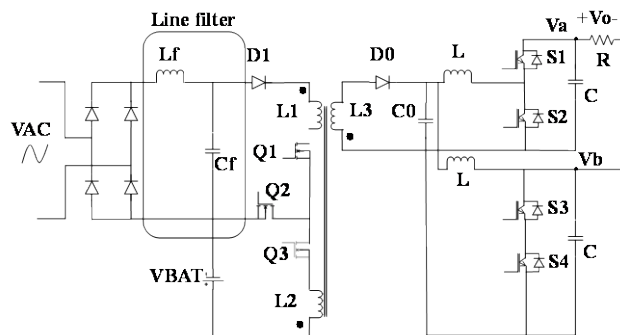 Line filter
Va
+Vo-
Lf
D1
D0
L
S1
R
L1
L3
C0
C
S2
VAC
Q1
Cf
Vb
Q2
L
S3
Q3
C
VBAT
+
S4
L2